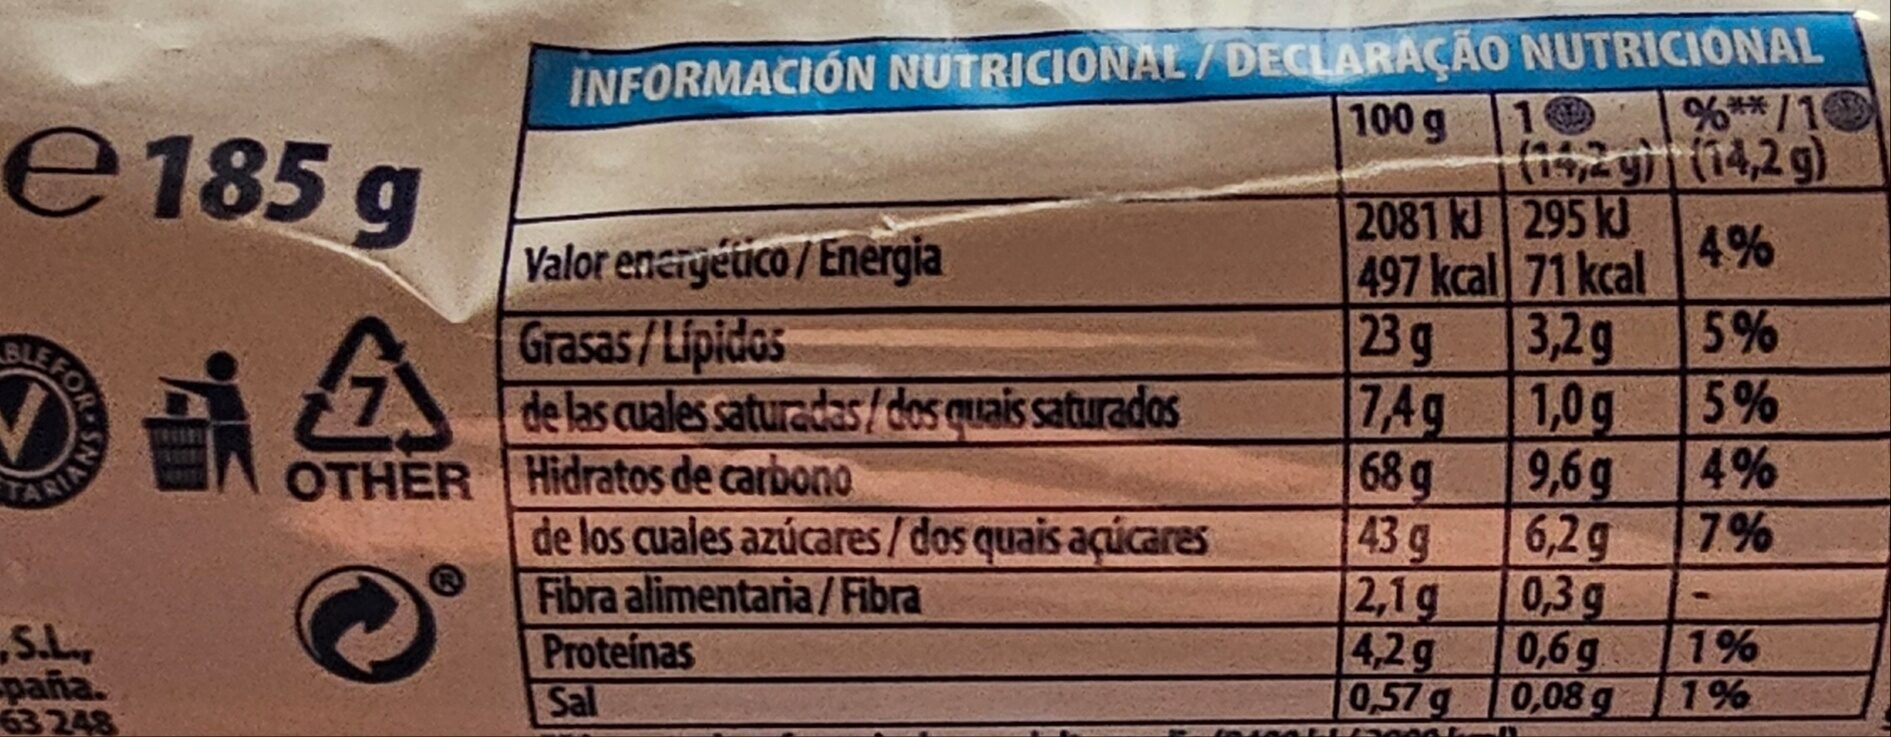 e 185 g
BLE FOR
TARIANS
7
OTHER
®
, S.L.,
spaña.
63 248
INFORMACIÓN NUTRICIONAL / DECLARAÇÃO NUTRICIONAL
100 g 1 %** / 1
(14,2 g) (14,2 g)
Valor energético / Energia 2081 kJ 295 kJ 4%
497 kcal 71 kcal
Grasas / Lípidos 23 g 3,2 g 5%
de las cuales saturadas / dos quais saturados 7,4 g 1,0 g 5%
Hidratos de carbono 68 g 9,6 g 4%
de los cuales azúcares / dos quais açúcares 43 g 6,2 g 7%
Fibra alimentaria / Fibra 2,1 g 0,3 g -
Proteínas 4,2 g 0,6 g 1%
Sal 0,57 g 0,08 g 1%